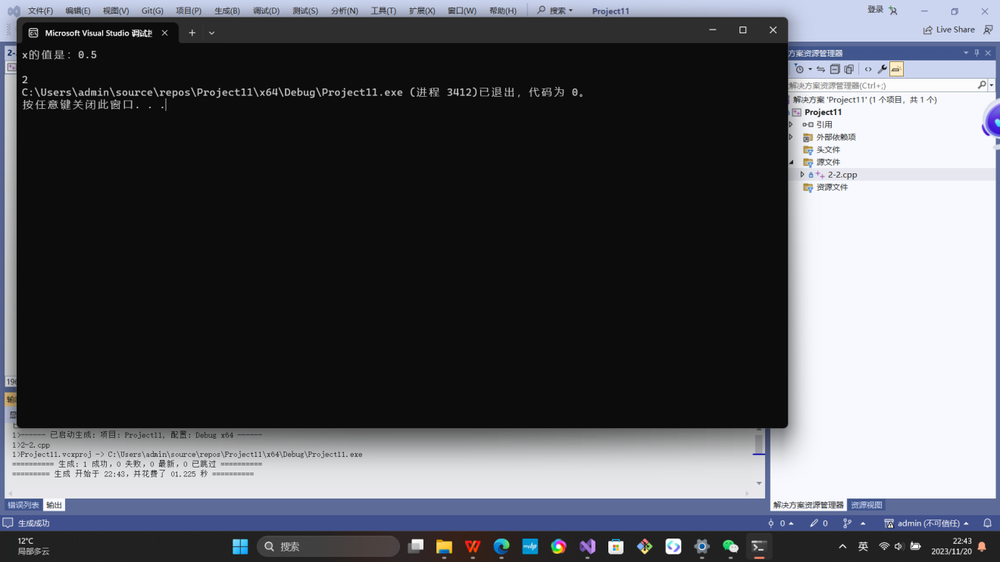 文件(F) 编辑(E) 视图(V) Git(G) 项目(P) 生成(B) 调试(D) 测试(S) 分析(N) 工具(T) 扩展(X) 窗口(W) 帮助(H) 搜索 Project11 登录
Live Share
Microsoft Visual Studio 调试控
x的值是：0.5
2
C:\Users\admin\source\repos\Project11\x64\Debug\Project11.exe (进程 3412)已退出，代码为 0。
按任意键关闭此窗口. . .
2-
方案资源管理器
解决方案资源管理器(Ctrl+;)
解决方案 'Project11' (1 个项目，共 1 个)
Project11
引用
外部依赖项
头文件
源文件
2-2.cpp
资源文件
196
输出
1>------ 已启动生成: 项目: Project11, 配置: Debug x64 ------
1>2-2.cpp
1>Project11.vcxproj -> C:\Users\admin\source\repos\Project11\x64\Debug\Project11.exe
========== 生成: 1 成功，0 失败，0 最新，0 已跳过 ==========
========= 生成 开始于 22:43，并花费了 01.225 秒 ==========
错误列表 输出
解决方案资源管理器 资源视图
生成成功
0 0 admin (不可信任)
12°C
局部多云
搜索
myhp
英
22:43
2023/11/20